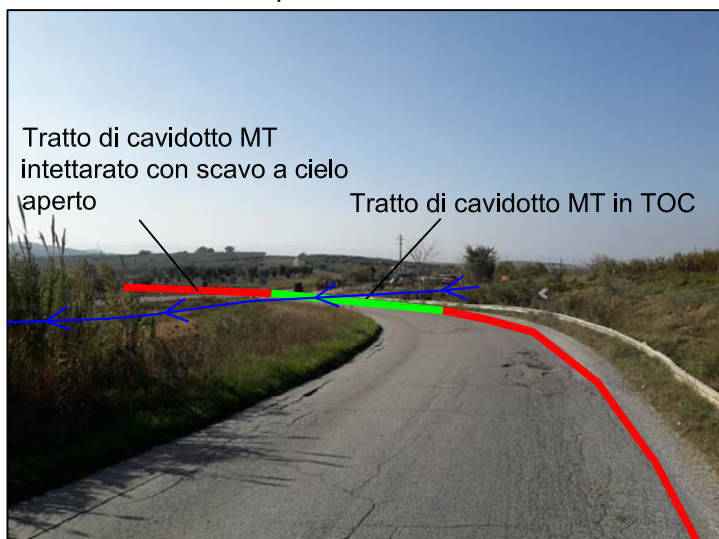 Tratto di cavidotto MT
intettarato con scavo a cielo
aperto
Tratto di cavidotto MT in TOC